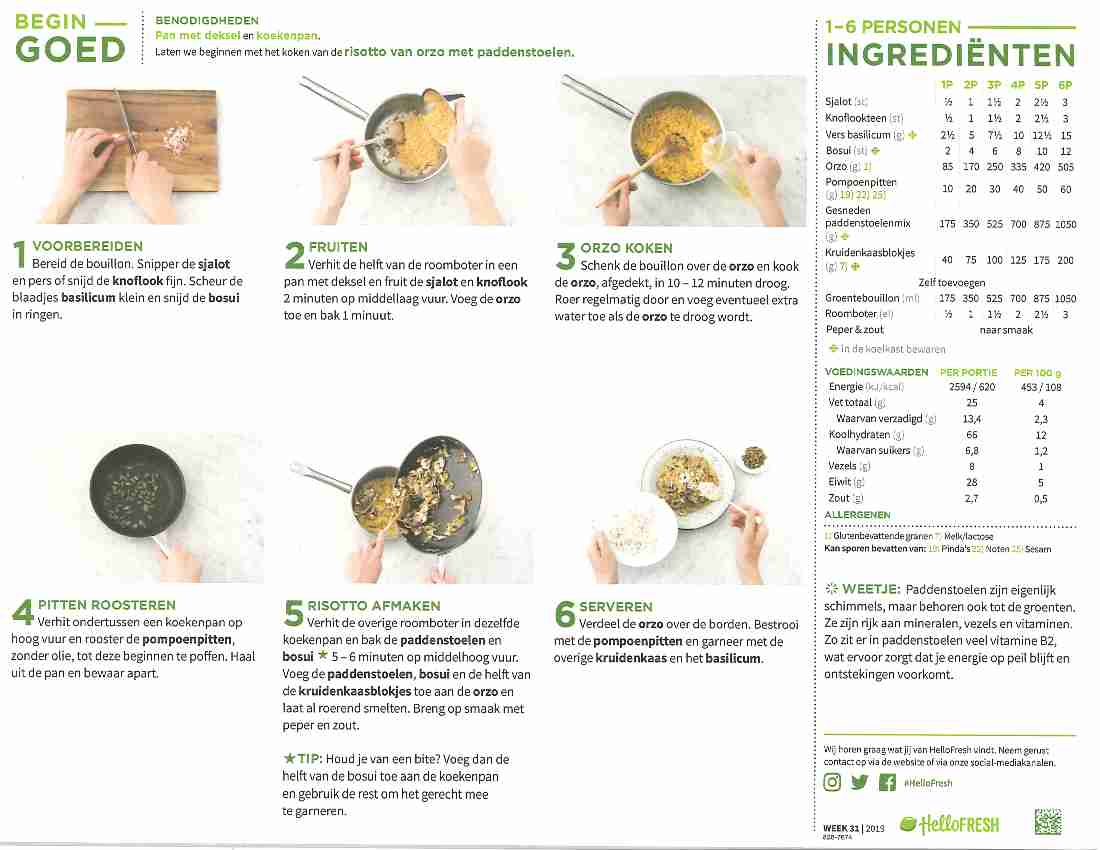 BEGIN
GOED
BENODIGDHEDEN
Pan met deksel en koekenpan.
Laten we beginnen met het koken van de risotto van orzo met paddenstoelen.
1 VOORBEREIDEN
Bereid de bouillon. Snipper de sjalot
en pers of snijd de knoflook fijn. Scheur de
blaadjes basilicum klein en snijd de bosui
in ringen.
2 FRUITEN
Verhit de helft van de roomboter in een
pan met deksel en fruit de sjalot en knoflook
2 minuten op middellaag vuur. Voeg de orzo
toe en bak 1 minuut.
3 ORZO KOKEN
Schenk de bouillon over de orzo en kook
de orzo, afgedekt, in 10 – 12 minuten droog.
Roer regelmatig door en voeg eventueel extra
water toe als de orzo te droog wordt.
4 PITTEN ROOSTEREN
Verhit ondertussen een koekenpan op
hoog vuur en rooster de pompoenpitten,
zonder olie, tot deze beginnen te poffen. Haal
uit de pan en bewaar apart.
5 RISOTTO AFMAKEN
Verhit de overige roomboter in dezelfde
koekenpan en bak de paddenstoelen en
bosui ★ 5 – 6 minuten op middelhoog vuur.
Voeg de paddenstoelen, bosui en de helft van
de kruidenkaasblokjes toe aan de orzo en
laat al roerend smelten. Breng op smaak met
peper en zout.
★TIP: Houd je van een bite? Voeg dan de
helft van de bosui toe aan de koekenpan
en gebruik de rest om het gerecht mee
te garneren.
6 SERVEREN
Verdeel de orzo over de borden. Bestrooi
met de pompoenpitten en garneer met de
overige kruidenkaas en het basilicum.
1–6 PERSONEN
INGREDIËNTEN
1P 2P 3P 4P 5P 6P
Sjalot (st) ½ 1 1½ 2 2½ 3
Knoflookteen (st) ½ 1 1½ 2 2½ 3
Vers basilicum (g) 2½ 5 7½ 10 12½ 15
Bosui (st) 2 4 6 8 10 12
Orzo (g) 1) 85 170 250 335 420 505
Pompoenpitten
(g) 19) 22) 25) 10 20 30 40 50 60
Gesneden
paddenstoelenmix
(g) 175 350 525 700 875 1050
Kruidenkaasblokjes
(g) 7) 40 75 100 125 175 200
Zelf toevoegen
Groentebouillon (ml) 175 350 525 700 875 1050
Roomboter (el) ½ 1 1½ 2 2½ 3
Peper & zout naar smaak
in de koelkast bewaren
VOEDINGSWAARDEN PER PORTIE PER 100 g
Energie (kJ/kcal) 2594 / 620 453 / 108
Vet totaal (g) 25 4
Waarvan verzadigd (g) 13,4 2,3
Koolhydraten (g) 66 12
Waarvan suikers (g) 6,8 1,2
Vezels (g) 8 1
Eiwit (g) 28 5
Zout (g) 2,7 0,5
ALLERGENEN
1) Glutenbevattende granen 7) Melk/lactose
Kan sporen bevatten van: 19) Pinda's 22) Noten 25) Sesam
WEETJE: Paddenstoelen zijn eigenlijk
schimmels, maar behoren ook tot de groenten.
Ze zijn rijk aan mineralen, vezels en vitaminen.
Zo zit er in paddenstoelen veel vitamine B2,
wat ervoor zorgt dat je energie op peil blijft en
ontstekingen voorkomt.
Wij horen graag wat jij van HelloFresh vindt. Neem gerust
contact op via de website of via onze social-mediakanalen.
#HelloFresh
WEEK 31 | 2019
HelloFRESH